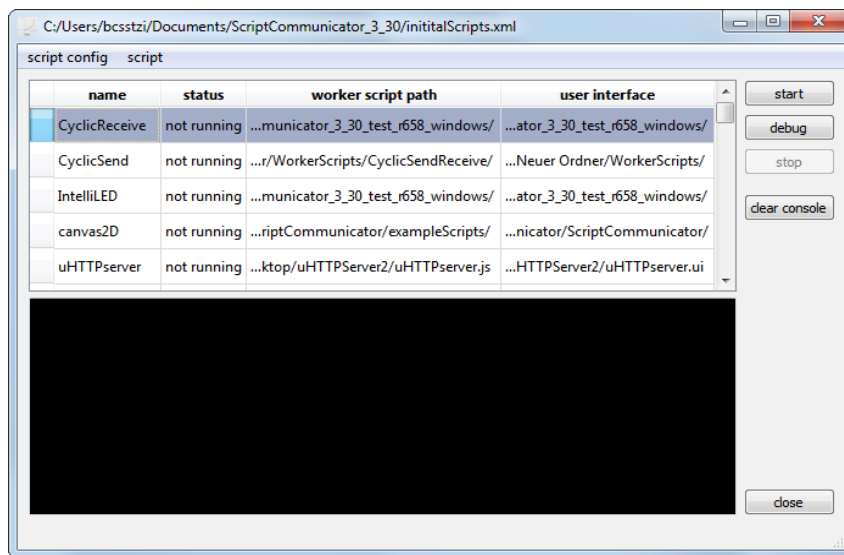 C:/Users/bcsstzi/Documents/ScriptCommunicator_3_30/inititalScripts.xml
script config script
name status worker script path user interface
CyclicReceive not running ...municator_3_30_test_r658_windows/ ...ator_3_30_test_r658_windows/
CyclicSend not running ...r/WorkerScripts/CyclicSendReceive/ ...Neuer Ordner/WorkerScripts/
IntelliLED not running ...municator_3_30_test_r658_windows/ ...ator_3_30_test_r658_windows/
canvas2D not running ...riptCommunicator/exampleScripts/ ...nicator/ScriptCommunicator/
uHTTPserver not running ...ktop/uHTTPServer2/uHTTPserver.js ...HTTPServer2/uHTTPserver.ui
start
debug
stop
clear console
close